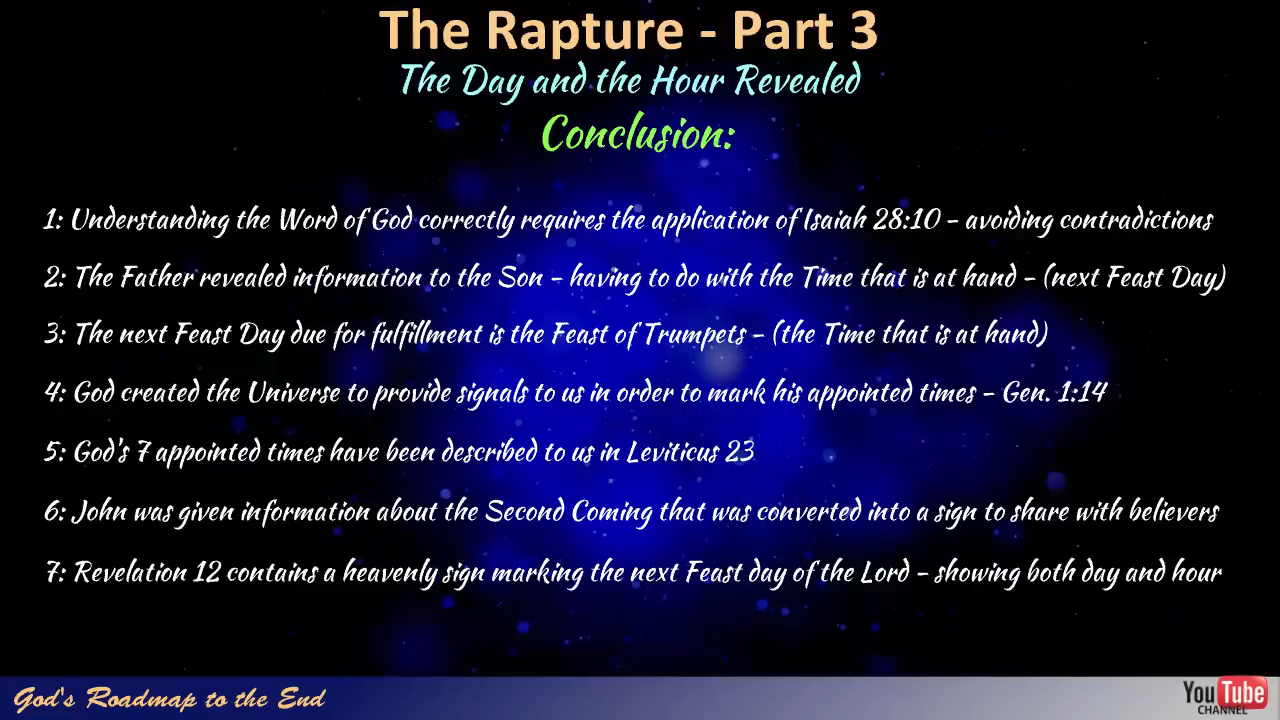 The Rapture - Part 3
The Day and the Hour Revealed
Conclusion:
1: Understanding the Word of God correctly requires the application of Isaiah 28:10 - avoiding contradictions
2: The Father revealed information to the Son - having to do with the Time that is at hand - (next Feast Day)
3: The next Feast Day due for fulfillment is the Feast of Trumpets - (the Time that is at hand)
4: God created the Universe to provide signals to us in order to mark his appointed times - Gen. 1:14
5: God's 7 appointed times have been described to us in Leviticus 23
6: John was given information about the Second Coming that was converted into a sign to share with believers
7: Revelation 12 contains a heavenly sign marking the next Feast day of the Lord - showing both day and hour
God's Roadmap to the End
YouTube
CHANNEL